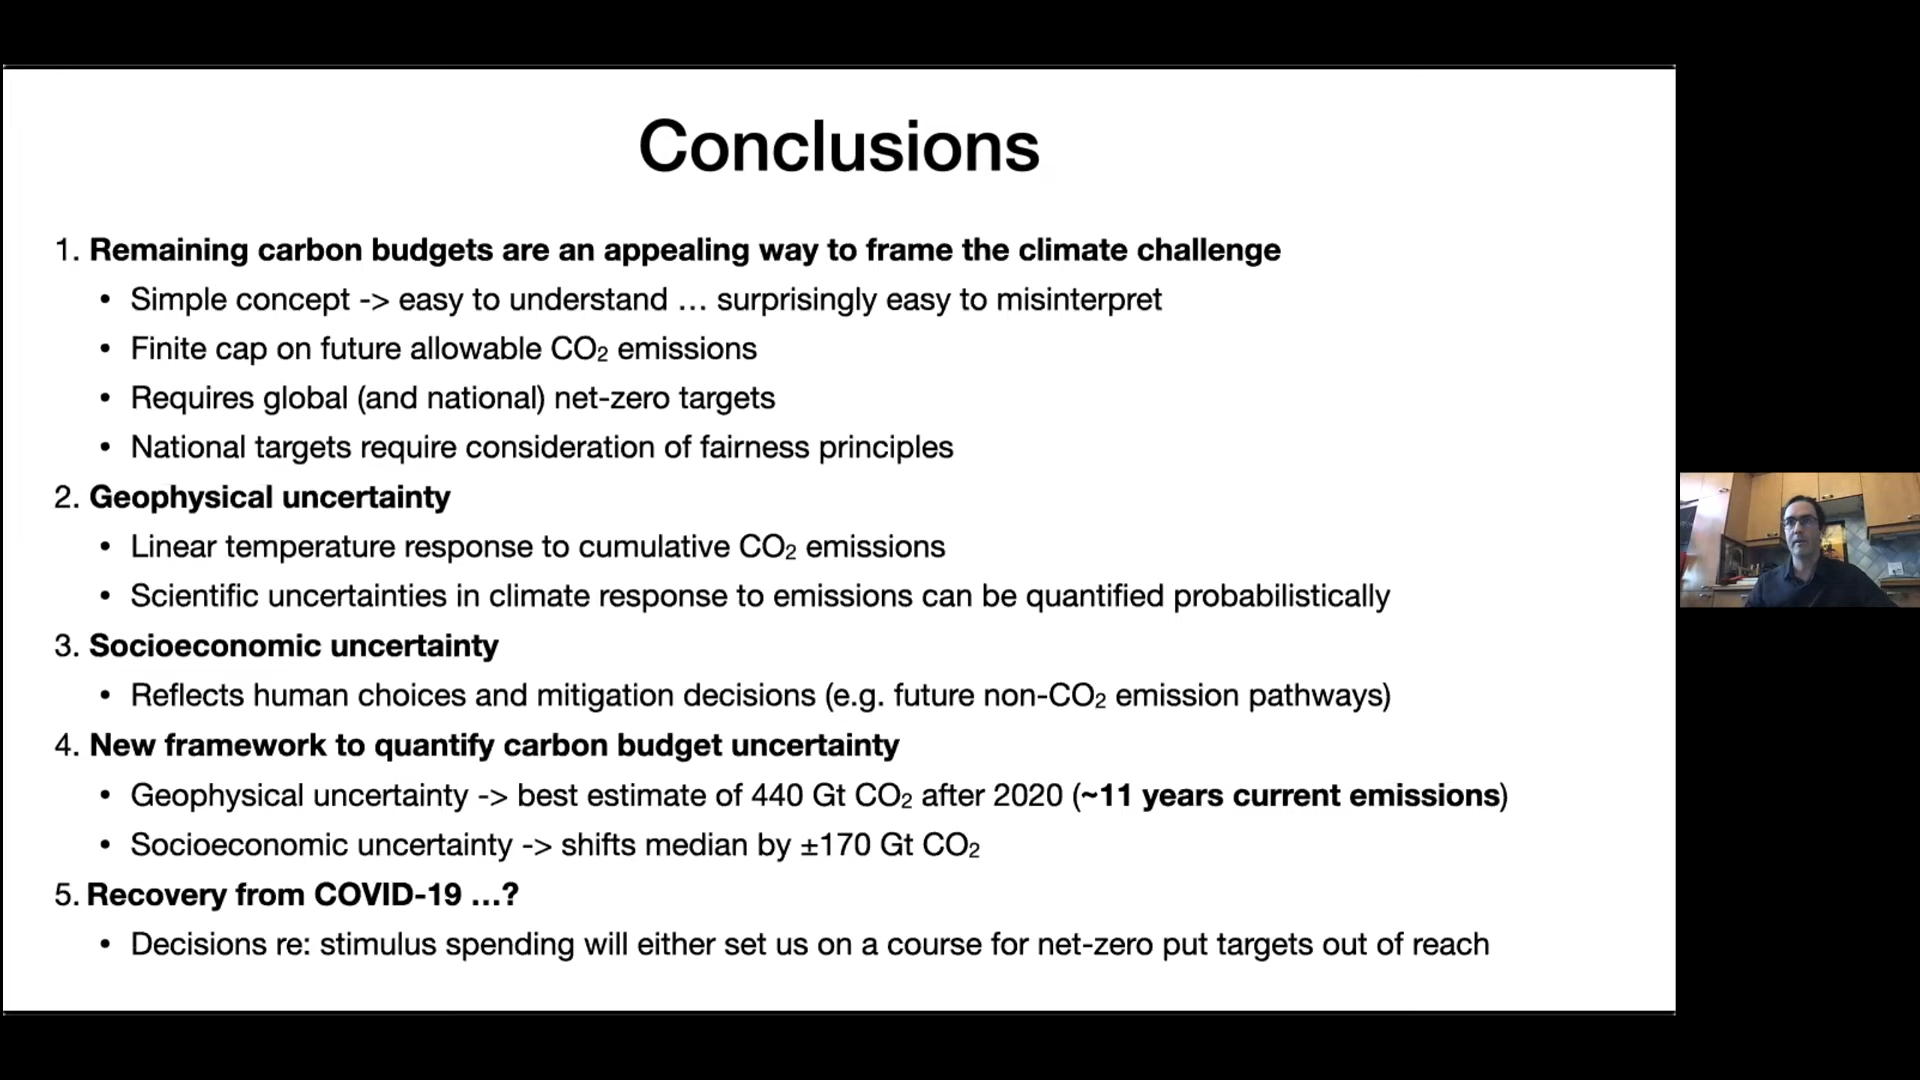 Conclusions
1. Remaining carbon budgets are an appealing way to frame the climate challenge
• Simple concept -> easy to understand … surprisingly easy to misinterpret
• Finite cap on future allowable CO₂ emissions
• Requires global (and national) net-zero targets
• National targets require consideration of fairness principles
2. Geophysical uncertainty
• Linear temperature response to cumulative CO₂ emissions
• Scientific uncertainties in climate response to emissions can be quantified probabilistically
3. Socioeconomic uncertainty
• Reflects human choices and mitigation decisions (e.g. future non-CO₂ emission pathways)
4. New framework to quantify carbon budget uncertainty
• Geophysical uncertainty -> best estimate of 440 Gt CO₂ after 2020 (~11 years current emissions)
• Socioeconomic uncertainty -> shifts median by ±170 Gt CO₂
5. Recovery from COVID-19 …?
• Decisions re: stimulus spending will either set us on a course for net-zero put targets out of reach